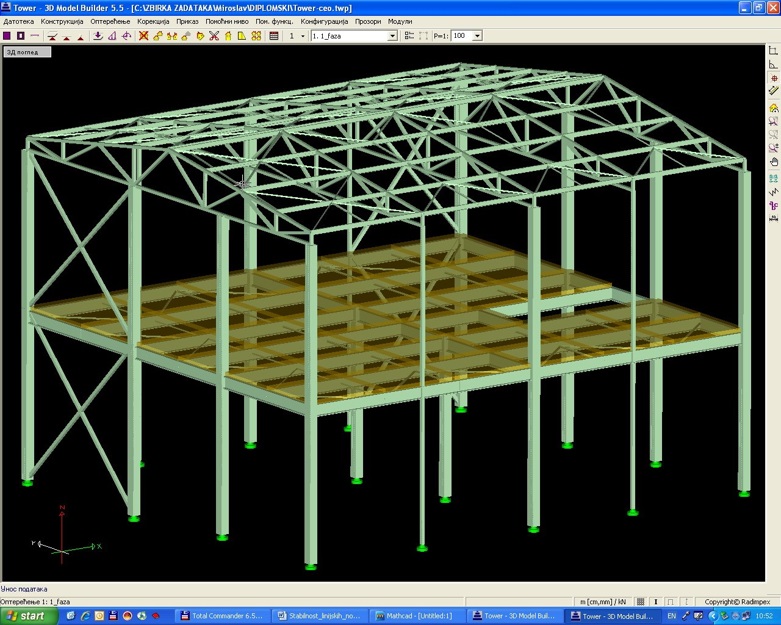 Tower - 3D Model Builder 5.5 - [C:\ZBIRKA ZADATAKA\Miroslav\DIPLOMSKI\Tower-ceo.twp]
Датотека Конструкција Оптерећење Корекција Приказ Помоћни ниво Пом. функц. Конфигурација Прозори Модули
1 1. 1_faza P=1: 100
3Д поглед
Z
Y X
Унос података
Оптерећење 1: 1_faza m [cm,mm] / kN Copyright© Radimpex
start Total Commander 6.5... Stabilnost_linijskih_no... Mathcad - [Untitled:1] Tower - 3D Model Buil... Tower - 3D Model Buil... EN 10:52